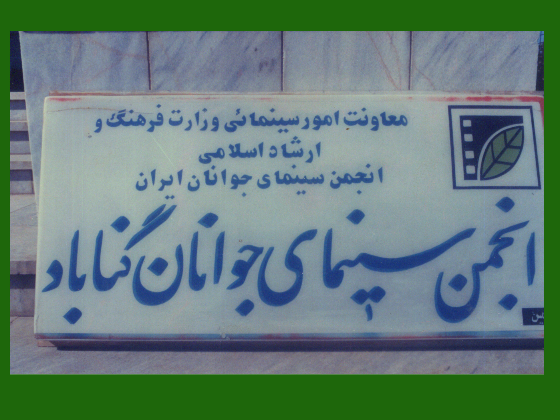 معاونت امور سینمائی وزارت فرهنگ و
ارشاد اسلامی
انجمن سینمای جوانان ایران
انجمن سینمای جوانان گناباد